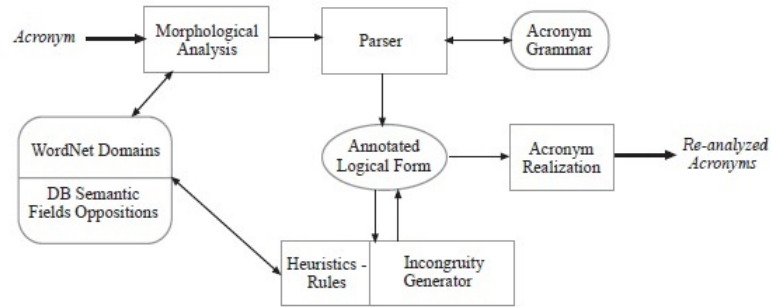 Acronym
Morphological
Analysis
Parser
Acronym
Grammar
WordNet Domains
DB Semantic
Fields Oppositions
Annotated
Logical Form
Acronym
Realization
Re-analyzed
Acronyms
Heuristics -
Rules
Incongruity
Generator